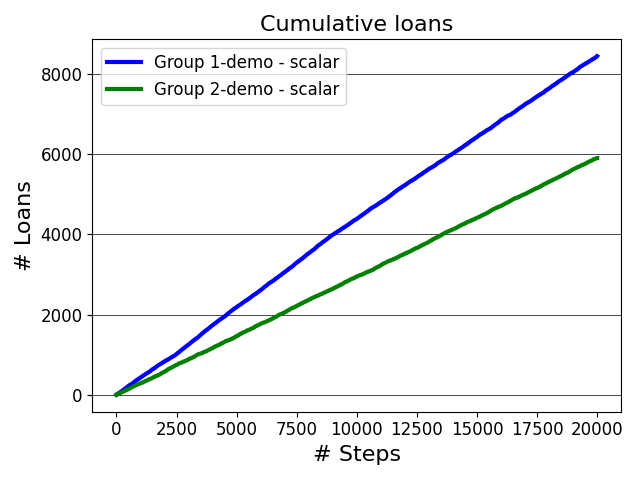 Cumulative loans
Group 1-demo - scalar
Group 2-demo - scalar
8000
6000
4000
2000
0
# Loans
0 2500 5000 7500 10000 12500 15000 17500 20000
# Steps